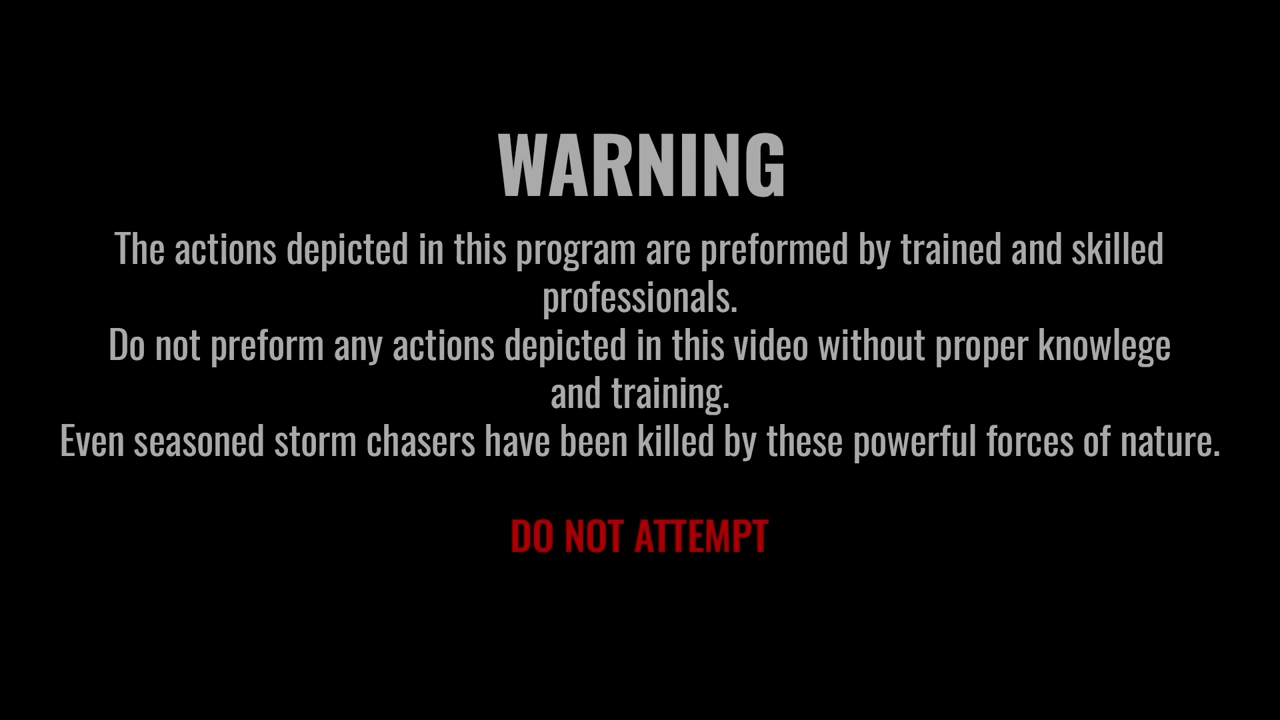 WARNING
The actions depicted in this program are preformed by trained and skilled
professionals.
Do not preform any actions depicted in this video without proper knowlege
and training.
Even seasoned storm chasers have been killed by these powerful forces of nature.
DO NOT ATTEMPT